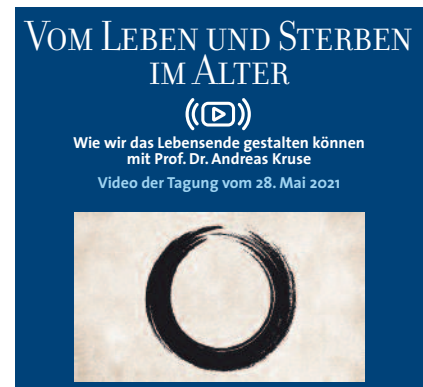 Vom Leben und Sterben
im Alter
Wie wir das Lebensende gestalten können
mit Prof. Dr. Andreas Kruse
Video der Tagung vom 28. Mai 2021